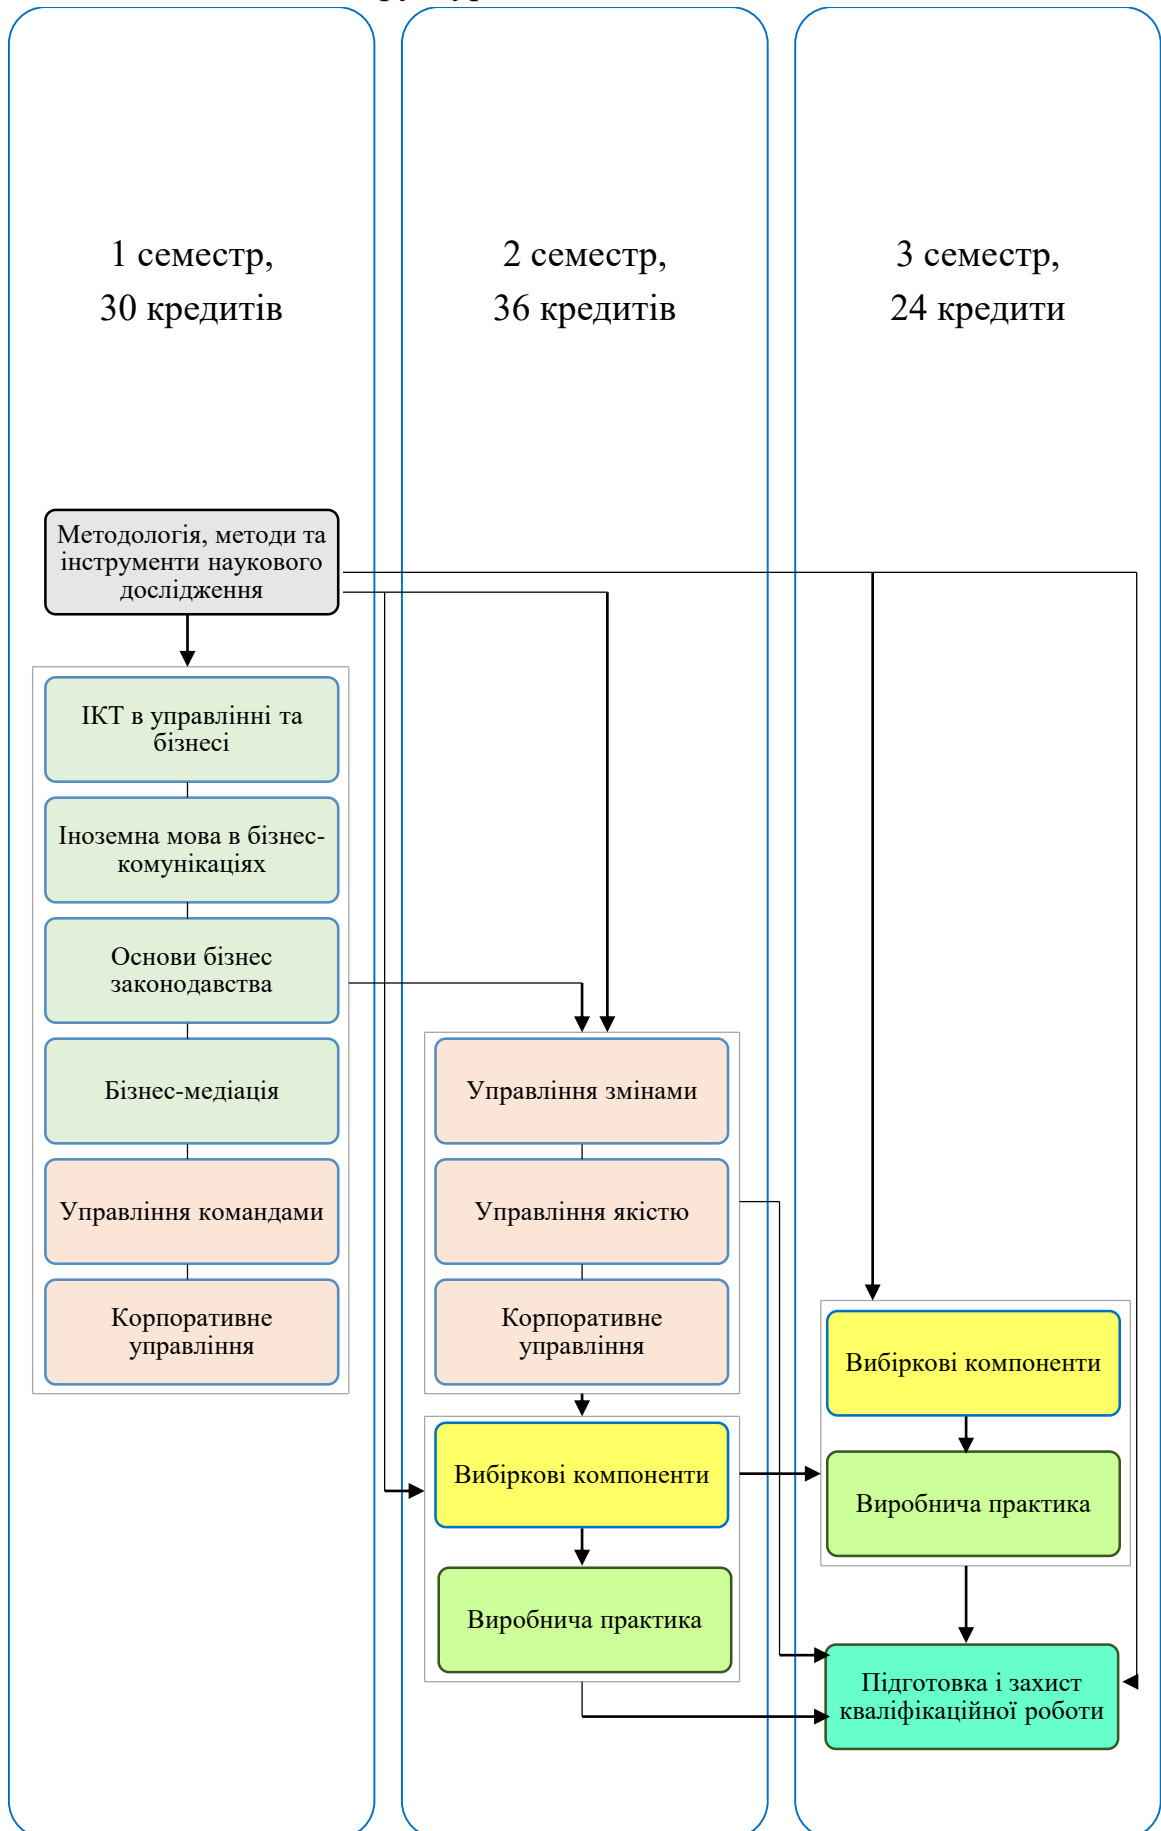 1 семестр,
30 кредитів
2 семестр,
36 кредитів
3 семестр,
24 кредити
Методологія, методи та
інструменти наукового
дослідження
ІКТ в управлінні та
бізнесі
Іноземна мова в бізнес-
комунікаціях
Основи бізнес
законодавства
Бізнес-медіація
Управління командами
Корпоративне
управління
Управління змінами
Управління якістю
Корпоративне
управління
Вибіркові компоненти
Виробнича практика
Вибіркові компоненти
Виробнича практика
Підготовка і захист
кваліфікаційної роботи